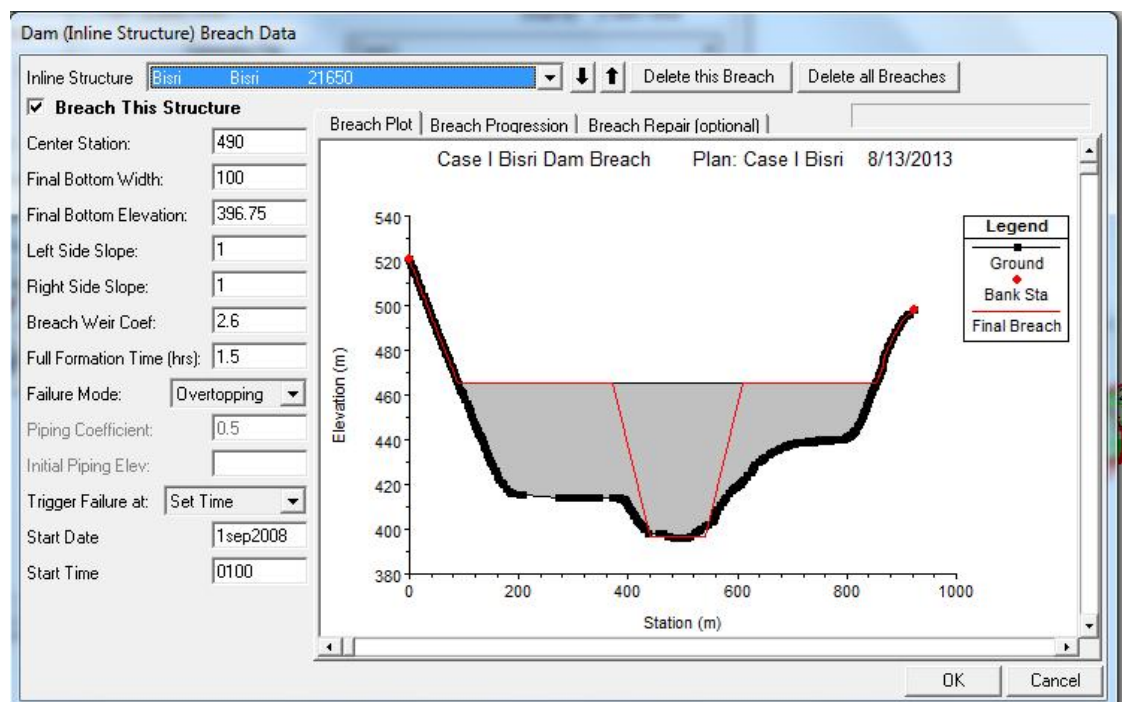 Dam (Inline Structure) Breach Data
Inline Structure Bisri Bisri 21650 Delete this Breach Delete all Breaches
Breach This Structure
Breach Plot Breach Progression Breach Repair (optional)
Center Station: 490
Final Bottom Width: 100
Final Bottom Elevation: 396.75
Left Side Slope: 1
Right Side Slope: 1
Breach Weir Coef: 2.6
Full Formation Time (hrs): 1.5
Failure Mode: Overtopping
Piping Coefficient: 0.5
Initial Piping Elev:
Trigger Failure at: Set Time
Start Date 1sep2008
Start Time 0100
Case I Bisri Dam Breach Plan: Case I Bisri 8/13/2013
540
520
500
480
460
440
420
400
380
Elevation (m)
0 200 400 600 800 1000
Station (m)
Legend
Ground
Bank Sta
Final Breach
OK Cancel